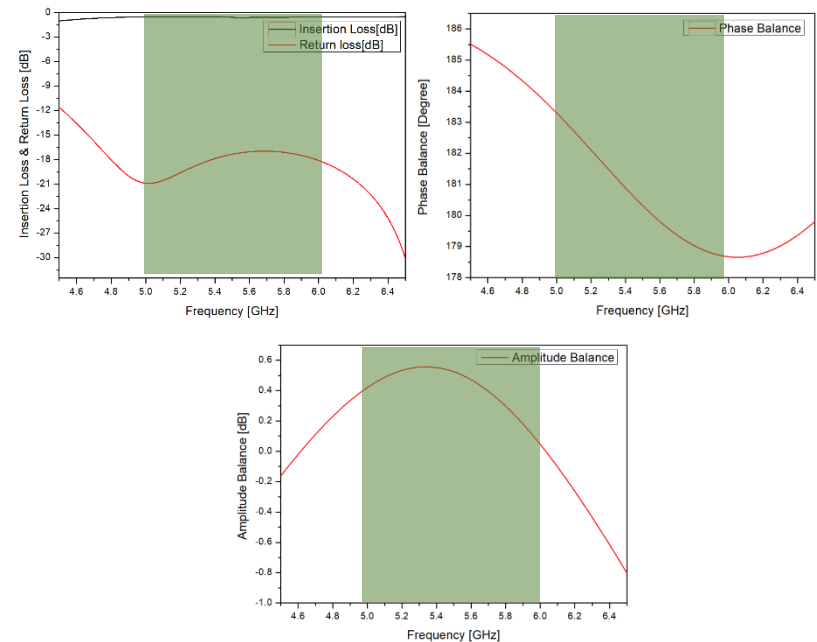 0
-3
-6
-9
-12
-15
-18
-21
-24
-27
-30
4.6 4.8 5.0 5.2 5.4 5.6 5.8 6.0 6.2 6.4
Insertion Loss & Return Loss [dB]
Frequency [GHz]
Insertion Loss[dB]
Return loss[dB]
186
185
184
183
182
181
180
179
178
4.6 4.8 5.0 5.2 5.4 5.6 5.8 6.0 6.2 6.4
Phase Balance [Degree]
Frequency [GHz]
Phase Balance
0.6
0.4
0.2
0.0
-0.2
-0.4
-0.6
-0.8
-1.0
4.6 4.8 5.0 5.2 5.4 5.6 5.8 6.0 6.2 6.4
Amplitude Balance [dB]
Frequency [GHz]
Amplitude Balance